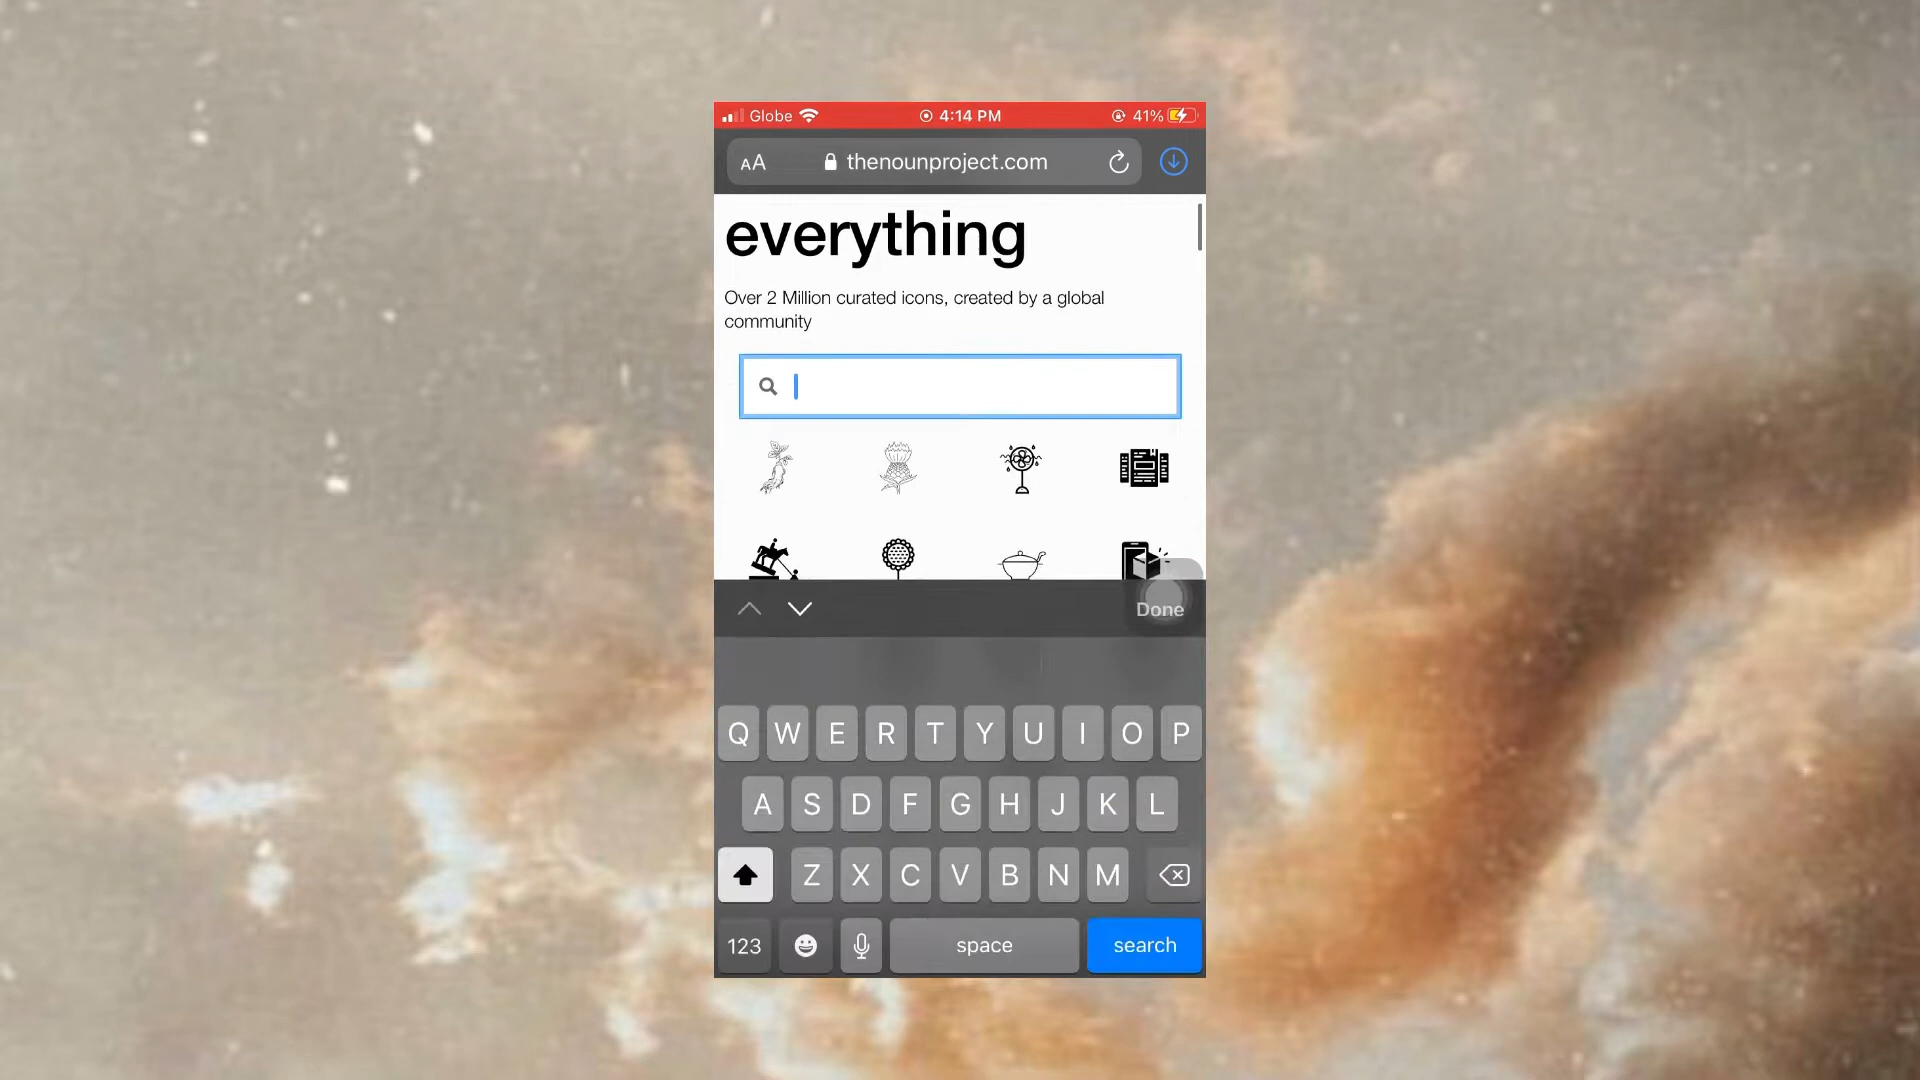 Globe 4:14 PM 41%
AA thenounproject.com
everything
Over 2 Million curated icons, created by a global
community
Done
Q W E R T Y U I O P
A S D F G H J K L
Z X C V B N M
123 space search